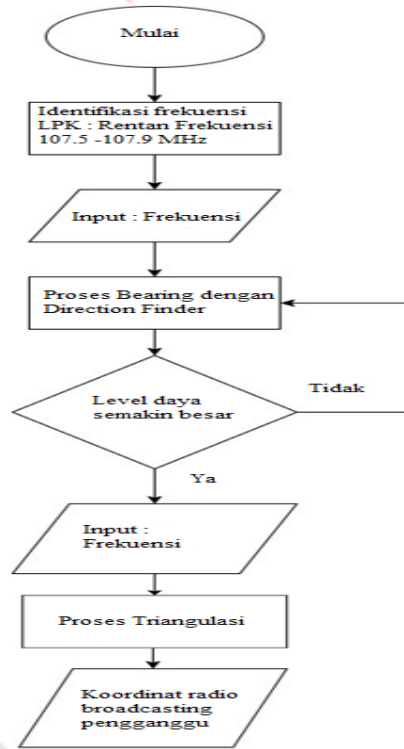 Mulai
Identifikasi frekuensi
LPK : Rentan Frekuensi
107.5 -107.9 MHz
Input : Frekuensi
Proses Bearing dengan
Direction Finder
Level daya
semakin besar
Tidak
Ya
Input :
Frekuensi
Proses Triangulasi
Koordinat radio
broadcasting
pengganggu